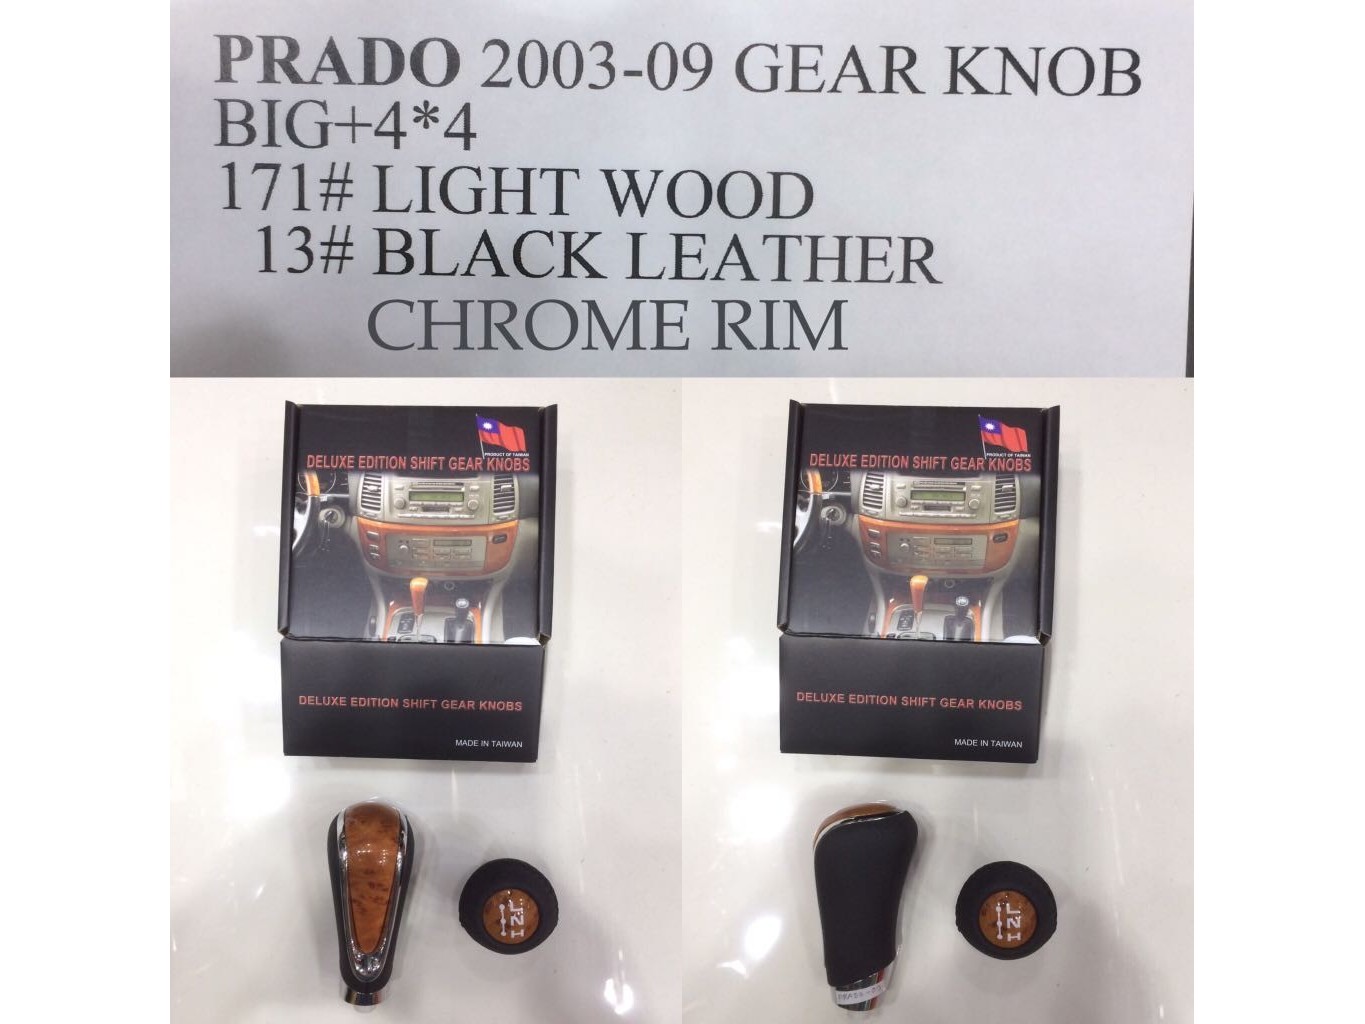 PRADO 2003-09 GEAR KNOB
BIG+4*4
171# LIGHT WOOD
13# BLACK LEATHER
CHROME RIM
PRODUCT OF TAIWAN
DELUXE EDITION SHIFT GEAR KNOBS
DELUXE EDITION SHIFT GEAR KNOBS
MADE IN TAIWAN
PRODUCT OF TAIWAN
DELUXE EDITION SHIFT GEAR KNOBS
DELUXE EDITION SHIFT GEAR KNOBS
MADE IN TAIWAN